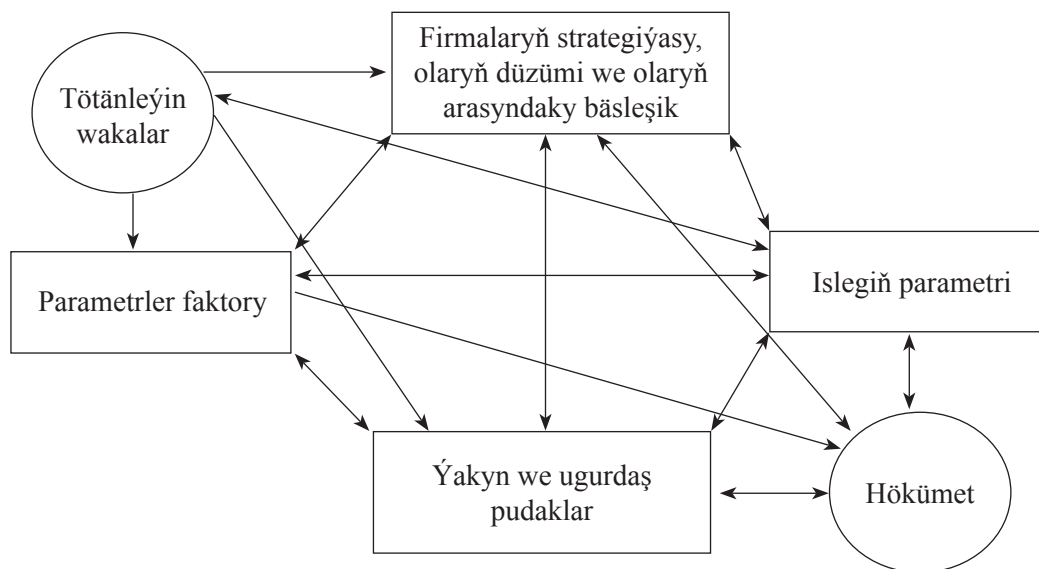 Firmalaryň strategiýasy,
olaryň düzümi we olaryň
arasyndaky bäsleşik
Tötänleýin
wakalar
Parametrler faktory
Islegiň parametri
Ýakyn we ugurdaş
pudaklar
Hökümet